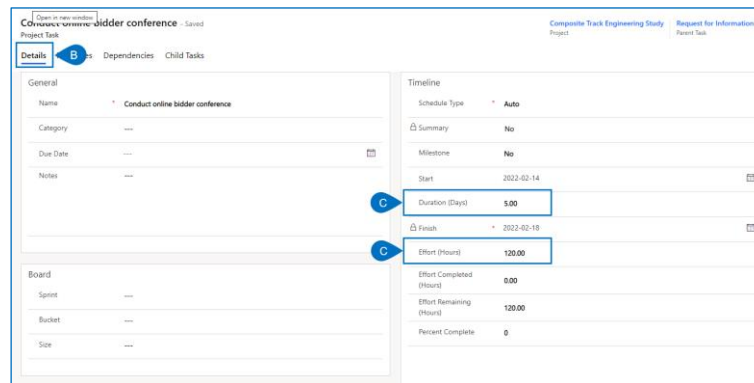 Open in new window
Conduct online bidder conference - Saved
Project Task
Composite Track Engineering Study
Project
Request for Information
Parent Task
Details
B
Dependencies
Child Tasks
General
Name * Conduct online bidder conference
Category ---
Due Date ---
Notes ---
Board
Sprint ---
Bucket ---
Size ---
Timeline
Schedule Type * Auto
Summary No
Milestone No
Start 2022-02-14
C
Duration (Days) 5.00
Finish * 2022-02-18
C
Effort (Hours) 120.00
Effort Completed
(Hours) 0.00
Effort Remaining
(Hours) 120.00
Percent Complete 0